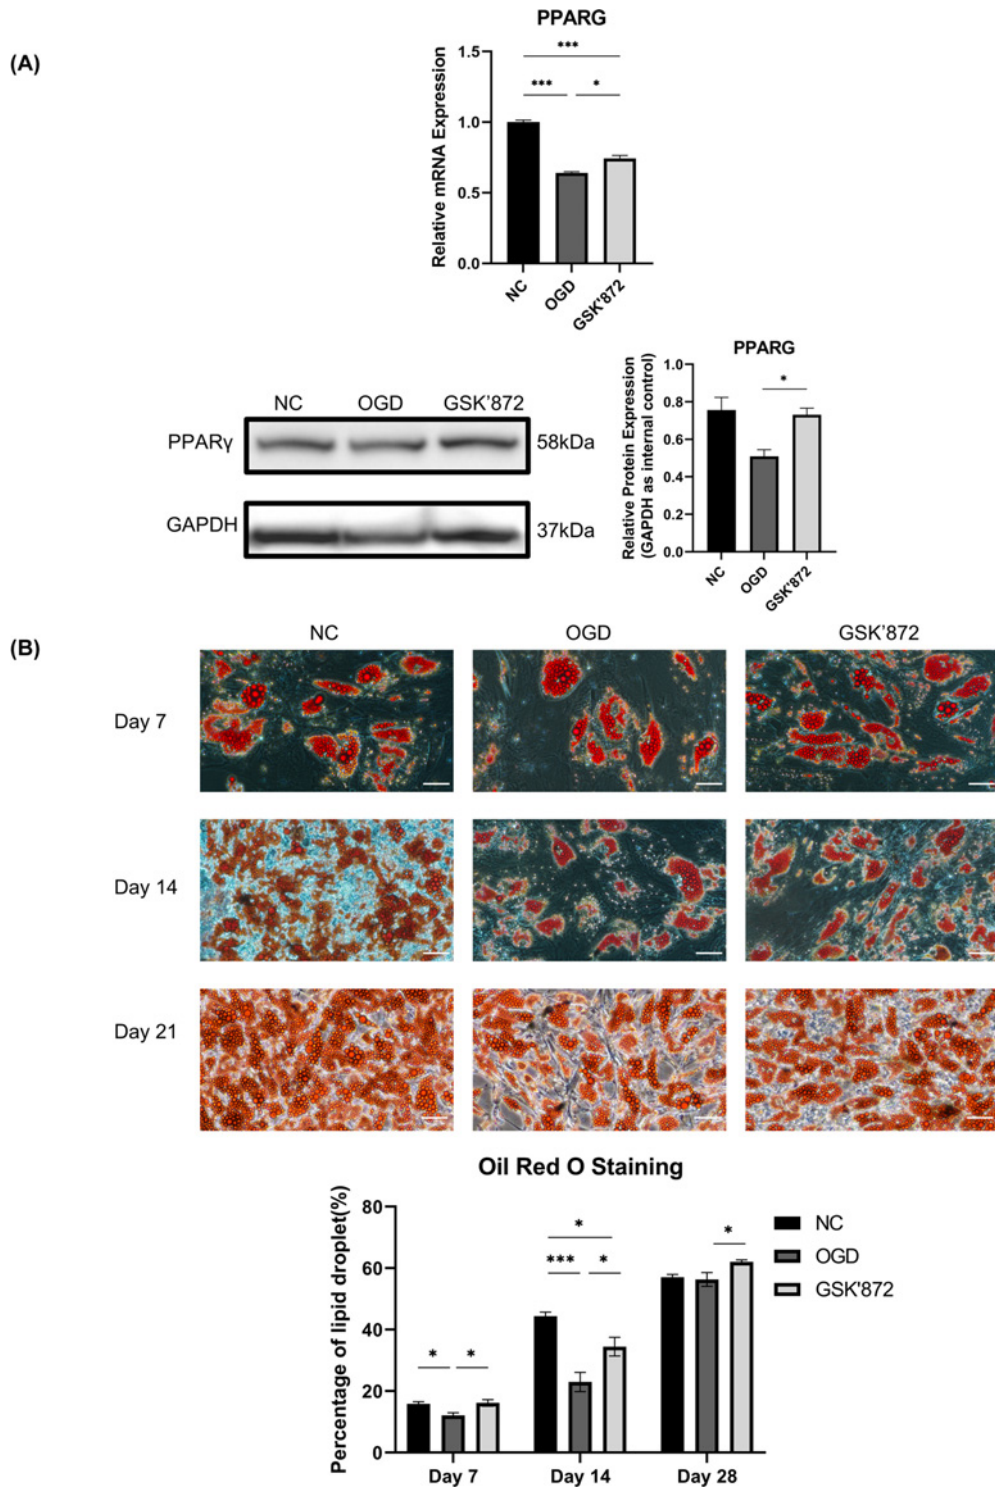 (A)
PPARG
Relative mRNA Expression
1.5
1.0
0.5
0.0
***
***
*
NC
OGD
GSK'872
NC
OGD
GSK'872
PPARγ
58kDa
GAPDH
37kDa
PPARG
Relative Protein Expression
(GAPDH as internal control)
1.0
0.8
0.6
0.4
0.2
0.0
*
NC
OGD
GSK'872
(B)
NC
OGD
GSK'872
Day 7
Day 14
Day 21
Oil Red O Staining
Percentage of lipid droplet(%)
80
60
40
20
0
*
*
*
***
*
*
Day 7
Day 14
Day 28
NC
OGD
GSK'872